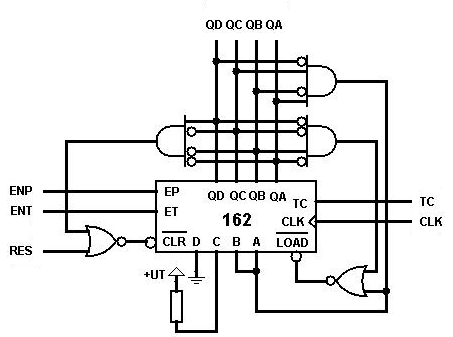 QD QC QB QA
ENP EP QD QC QB QA TC TC
ENT ET 162 CLK CLK
RES CLR D C B A LOAD
+UT